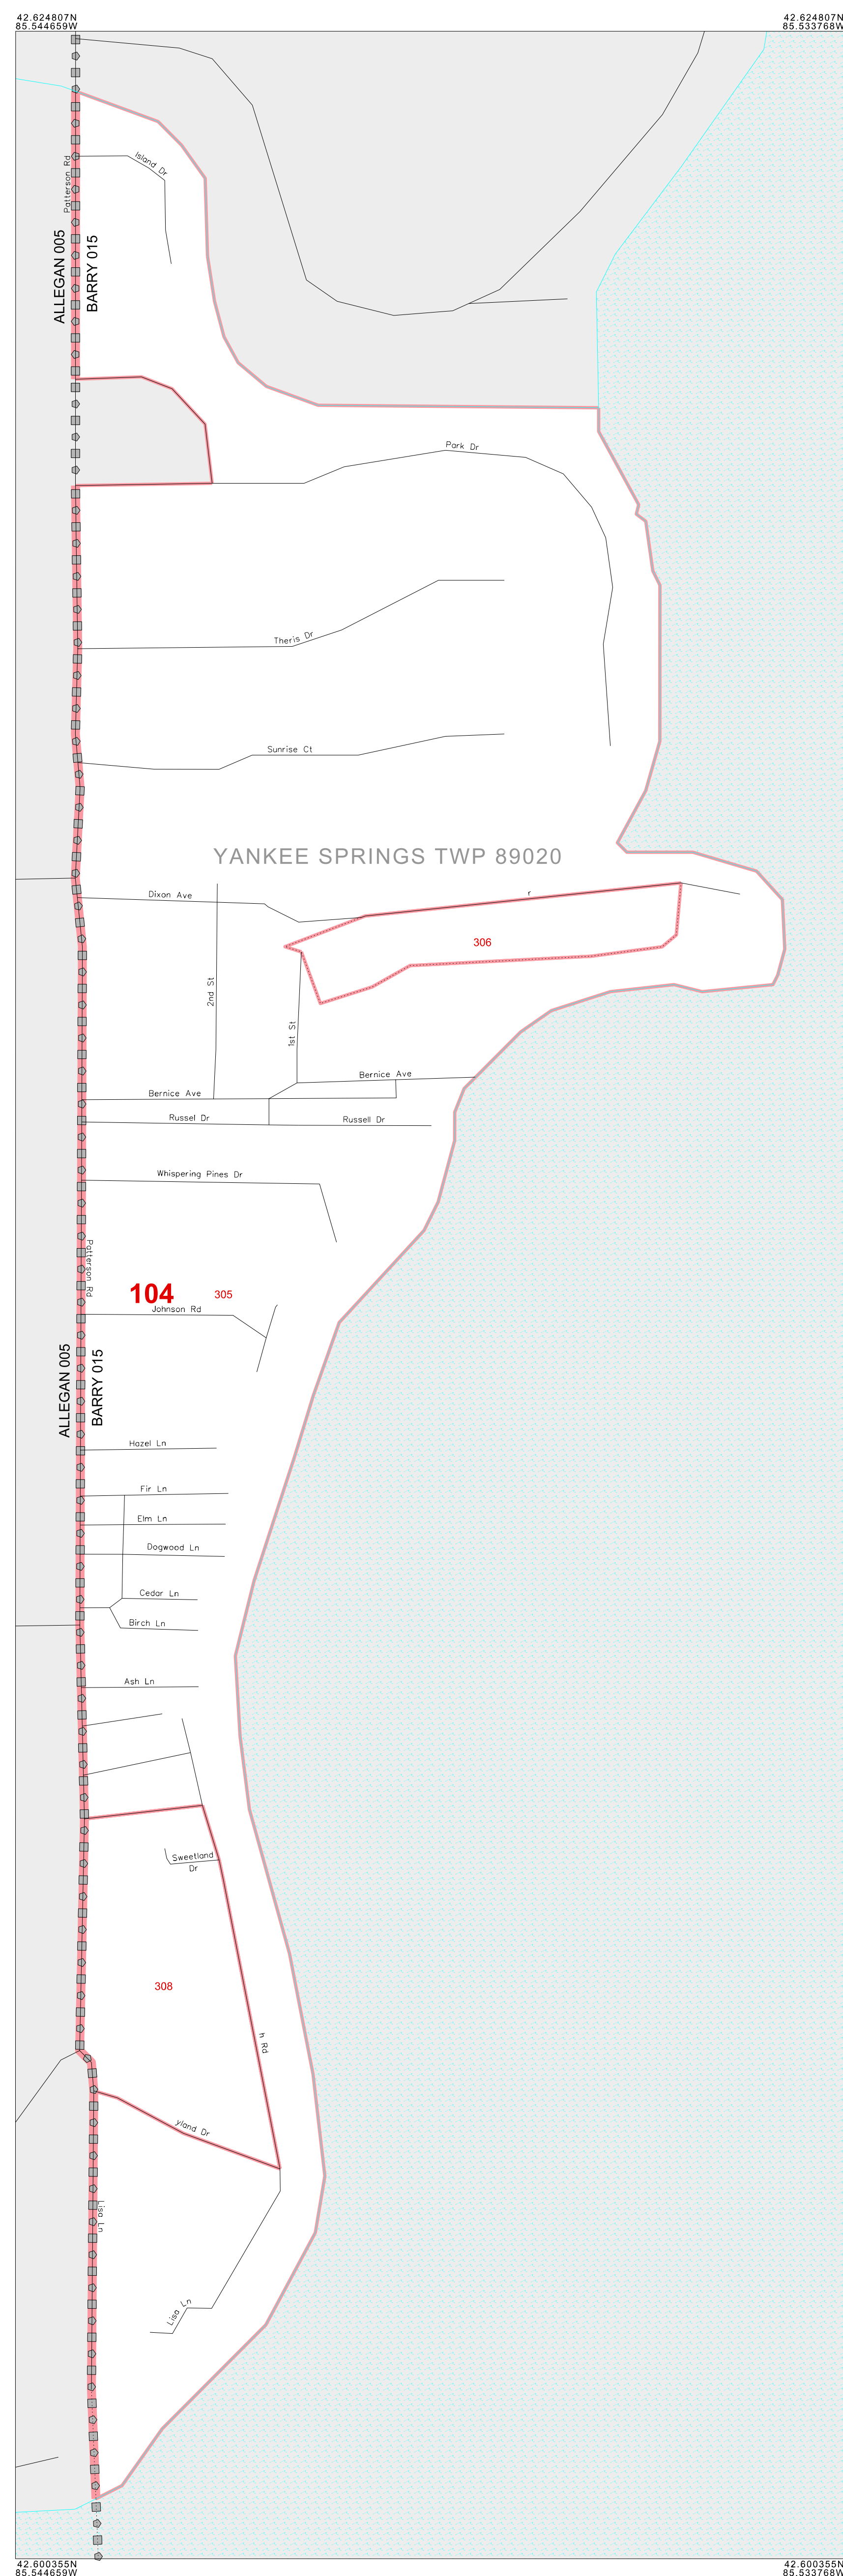 42.624807N
85.544659W
42.624807N
85.533768W
Island Dr
Patterson Rd
ALLEGAN 005
BARRY 015
Park Dr
Theris Dr
Sunrise Ct
YANKEE SPRINGS TWP 89020
Dixon Ave
r
306
2nd St
1st St
Bernice Ave
Bernice Ave
Russel Dr
Russell Dr
Whispering Pines Dr
Patterson Rd
104
305
Johnson Rd
ALLEGAN 005
BARRY 015
Hazel Ln
Fir Ln
Elm Ln
Dogwood Ln
Cedar Ln
Birch Ln
Ash Ln
Sweetland
Dr
308
h Rd
yland Dr
Lisa Ln
Lisa Ln
42.600355N
85.544659W
42.600355N
85.533768W